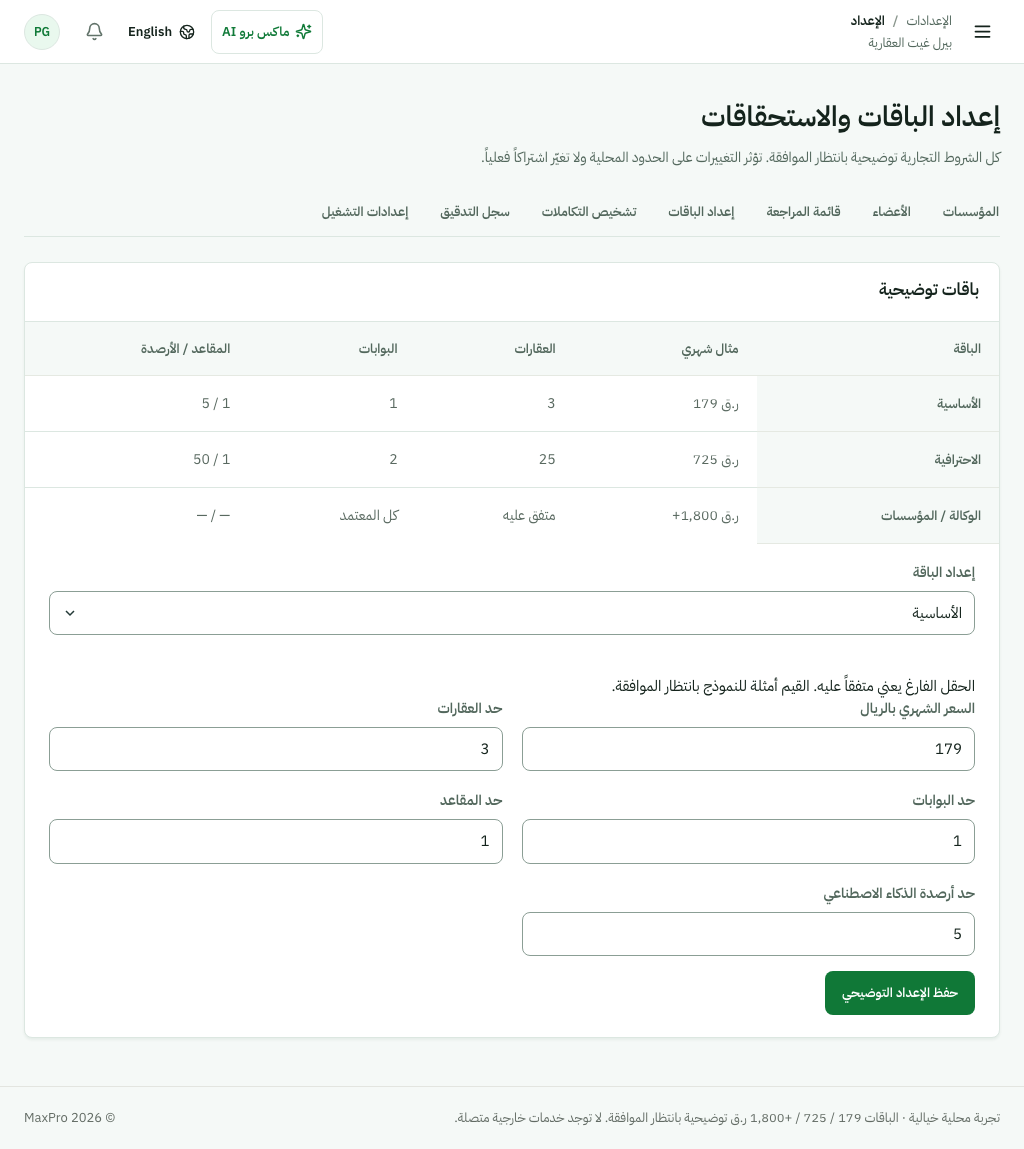 الإعدادات / الإعداد
بيرل غيت العقارية
ماكس برو AI
English
PG
إعداد الباقات والاستحقاقات
كل الشروط التجارية توضيحية بانتظار الموافقة. تؤثر التغييرات على الحدود المحلية ولا تغيّر اشتراكاً فعلياً.
المؤسسات الأعضاء قائمة المراجعة إعداد الباقات تشخيص التكاملات سجل التدقيق إعدادات التشغيل
باقات توضيحية
الباقة مثال شهري العقارات البوابات المقاعد / الأرصدة
الأساسية 179 ر.ق 3 1 1 / 5
الاحترافية 725 ر.ق 25 2 1 / 50
الوكالة / المؤسسات 1,800+ ر.ق متفق عليه كل المعتمد — / —
إعداد الباقة
الأساسية
الحقل الفارغ يعني متفقاً عليه. القيم أمثلة للنموذج بانتظار الموافقة.
السعر الشهري بالريال حد العقارات
179 3
حد البوابات حد المقاعد
1 1
حد أرصدة الذكاء الاصطناعي
5
حفظ الإعداد التوضيحي
تجربة محلية خيالية · الباقات 179 / 725 / 1,800+ ر.ق توضيحية بانتظار الموافقة. لا توجد خدمات خارجية متصلة.
© 2026 MaxPro